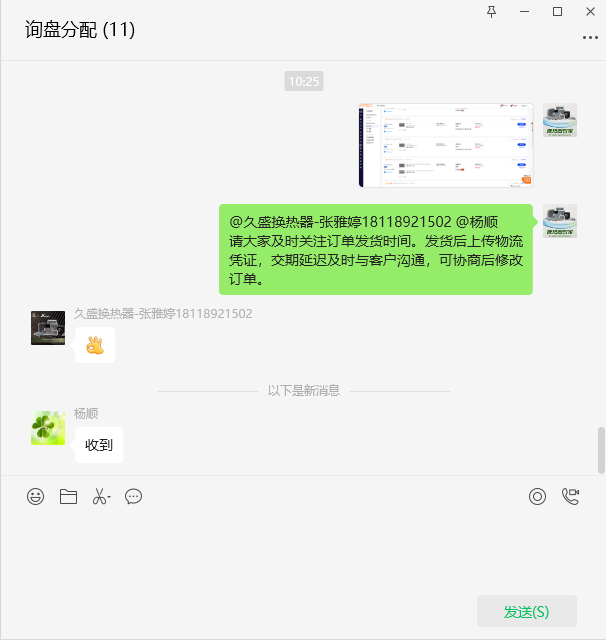 询盘分配 (11)
10:25
@久盛换热器-张雅婷18118921502 @杨顺
请大家及时关注订单发货时间。发货后上传物流
凭证，交期延迟及时与客户沟通，可协商后修改
订单。
久盛换热器-张雅婷18118921502
以下是新消息
杨顺
收到
发送(S)